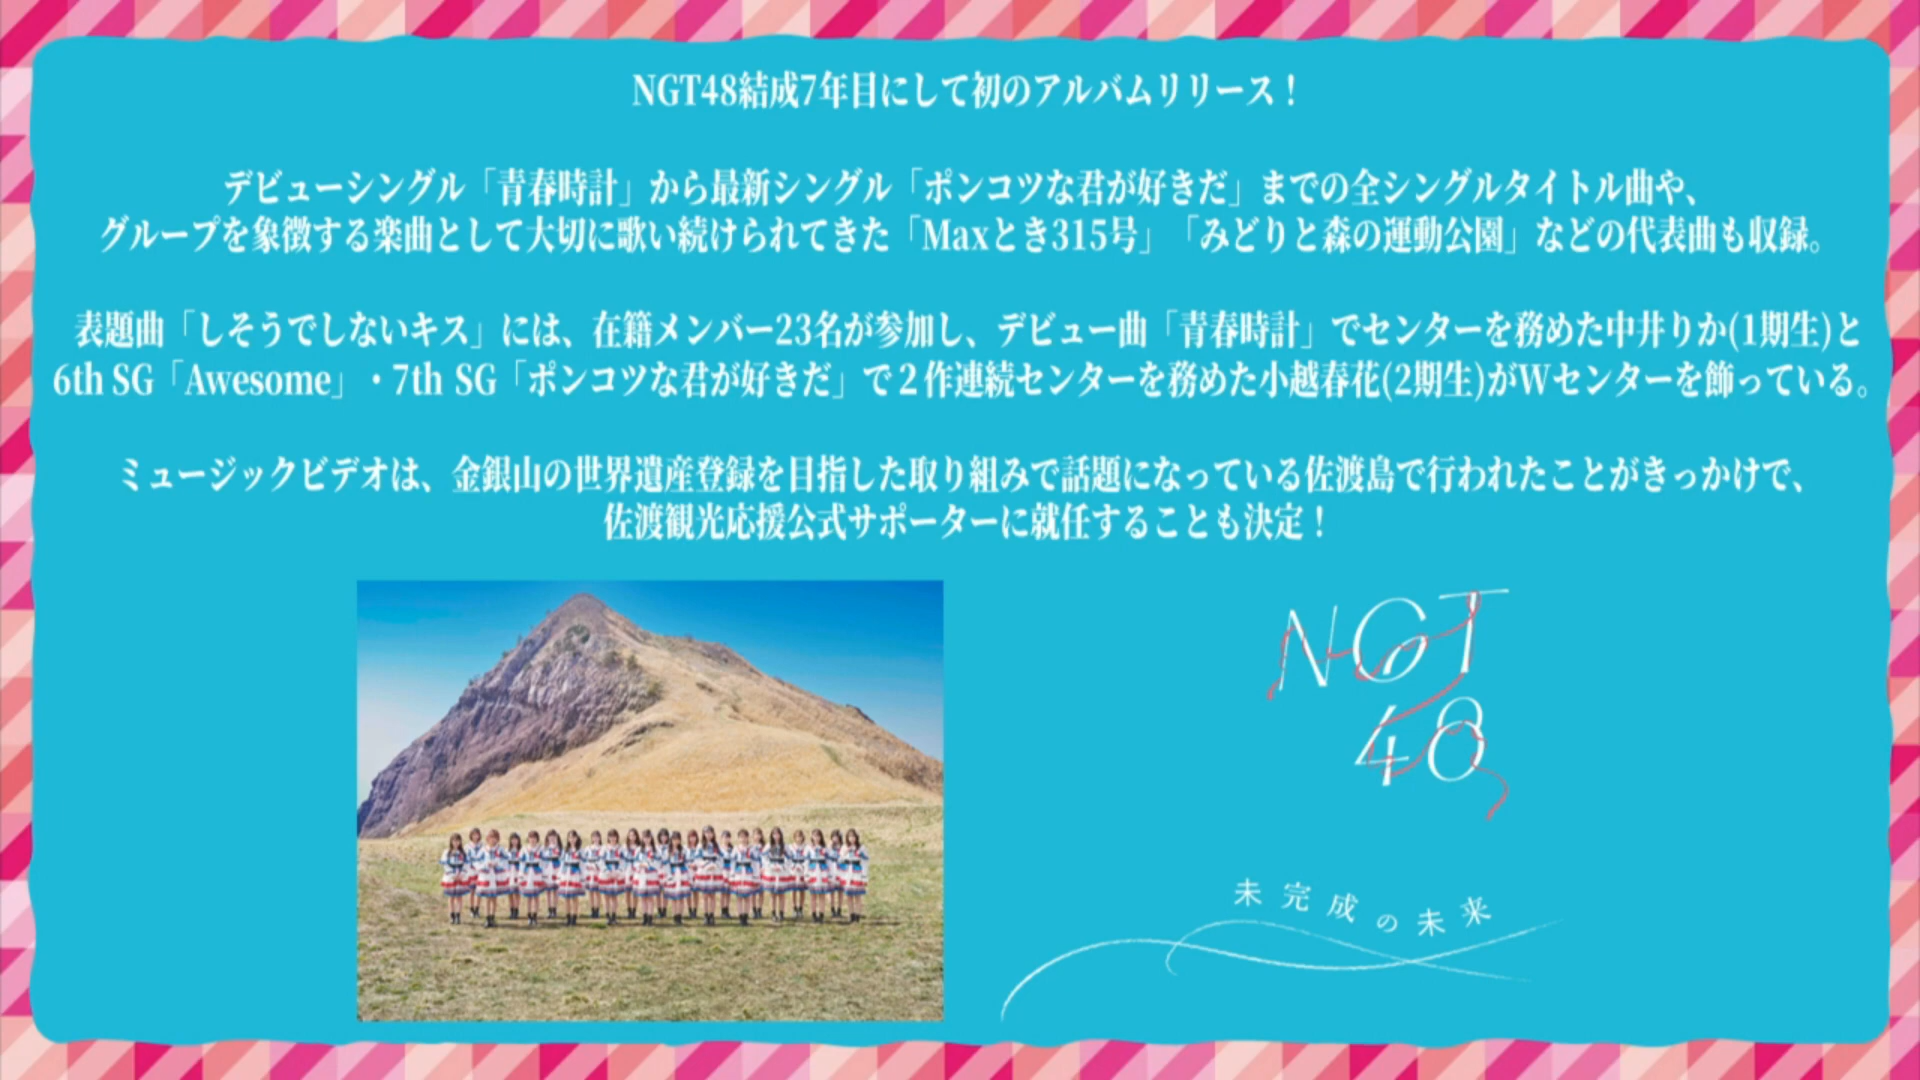 NGT48結成7年目にして初のアルバムリリース！
デビューシングル「青春時計」から最新シングル「ポンコツな君が好きだ」までの全シングルタイトル曲や、
グループを象徴する楽曲として大切に歌い続けられてきた「Maxとき315号」「みどりと森の運動公園」などの代表曲も収録。
表題曲「しそうでしないキス」には、在籍メンバー23名が参加し、デビュー曲「青春時計」でセンターを務めた中井りか(1期生)と
6th SG「Awesome」・7th SG「ポンコツな君が好きだ」で２作連続センターを務めた小越春花(2期生)がWセンターを飾っている。
ミュージックビデオは、金銀山の世界遺産登録を目指した取り組みで話題になっている佐渡島で行われたことがきっかけで、
佐渡観光応援公式サポーターに就任することも決定！
NGT
48
未完成の未来